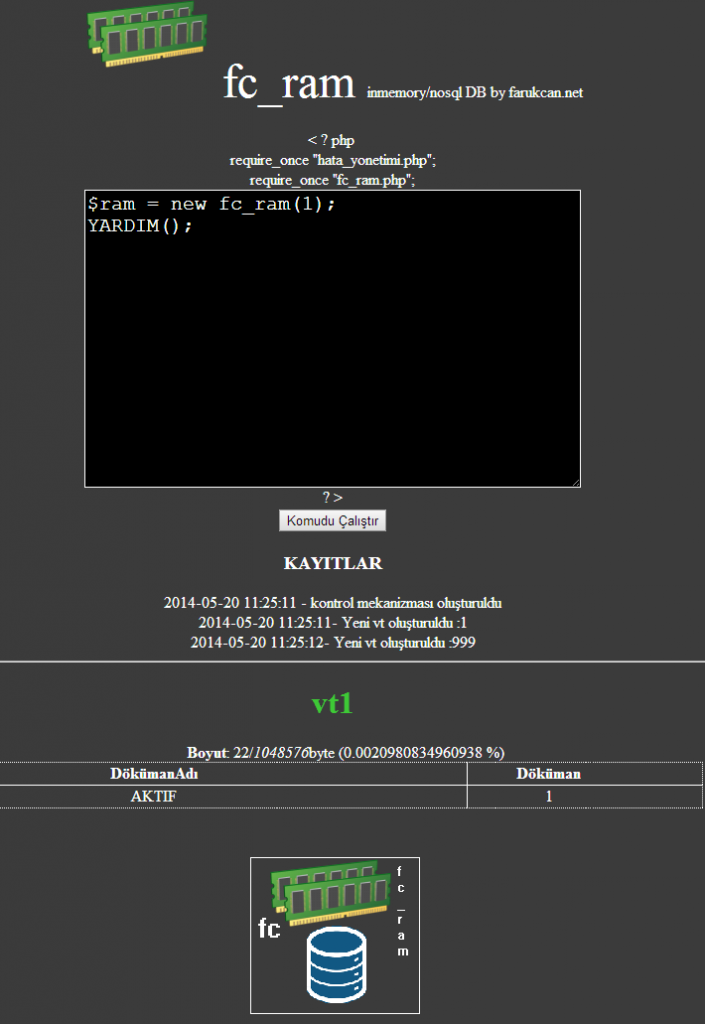 fc_ram inmemory/nosql DB by farukcan.net
< ? php
require_once "hata_yonetimi.php";
require_once "fc_ram.php";
$ram = new fc_ram(1);
YARDIM();
? >
Komudu Çalıştır
KAYITLAR
2014-05-20 11:25:11 - kontrol mekanizması oluşturuldu
2014-05-20 11:25:11- Yeni vt oluşturuldu :1
2014-05-20 11:25:12- Yeni vt oluşturuldu :999
vt1
Boyut: 22/1048576byte (0.0020980834960938 %)
DökümanAdı Döküman
AKTIF 1
fc
fc_ram